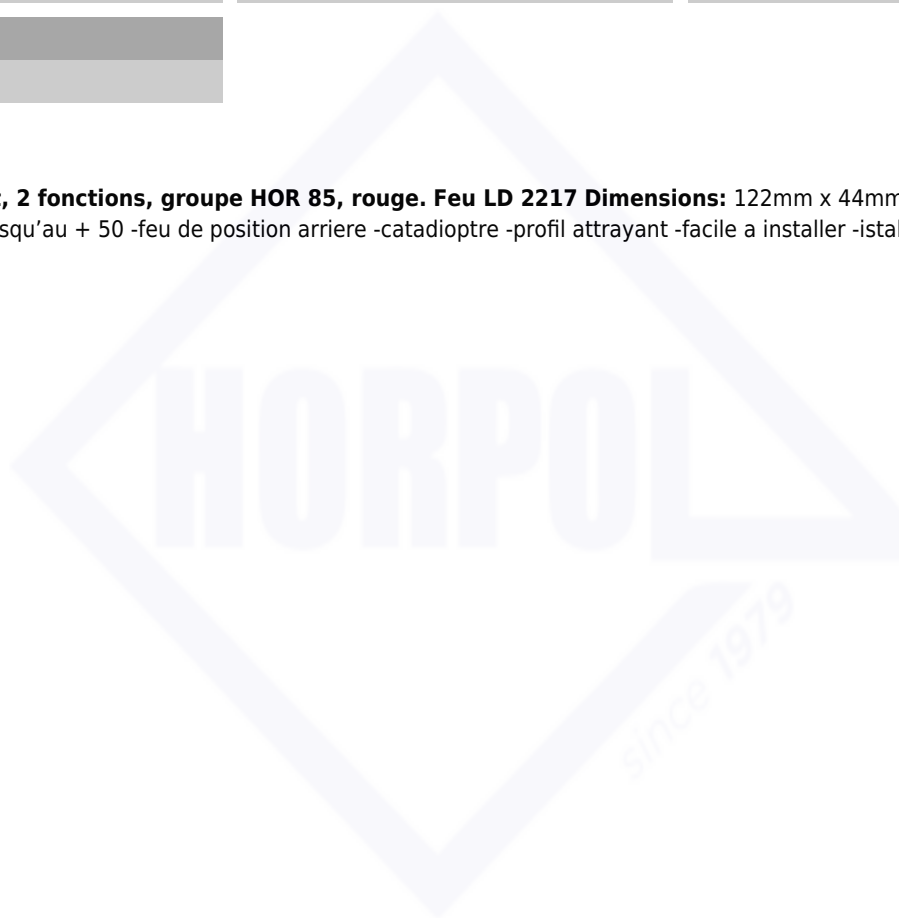 , 2 fonctions, groupe HOR 85, rouge. Feu LD 2217 Dimensions: 122mm x 44mm
squ’au + 50 -feu de position arriere -catadioptre -profil attrayant -facile a installer -istal
HORPOL
since 1979